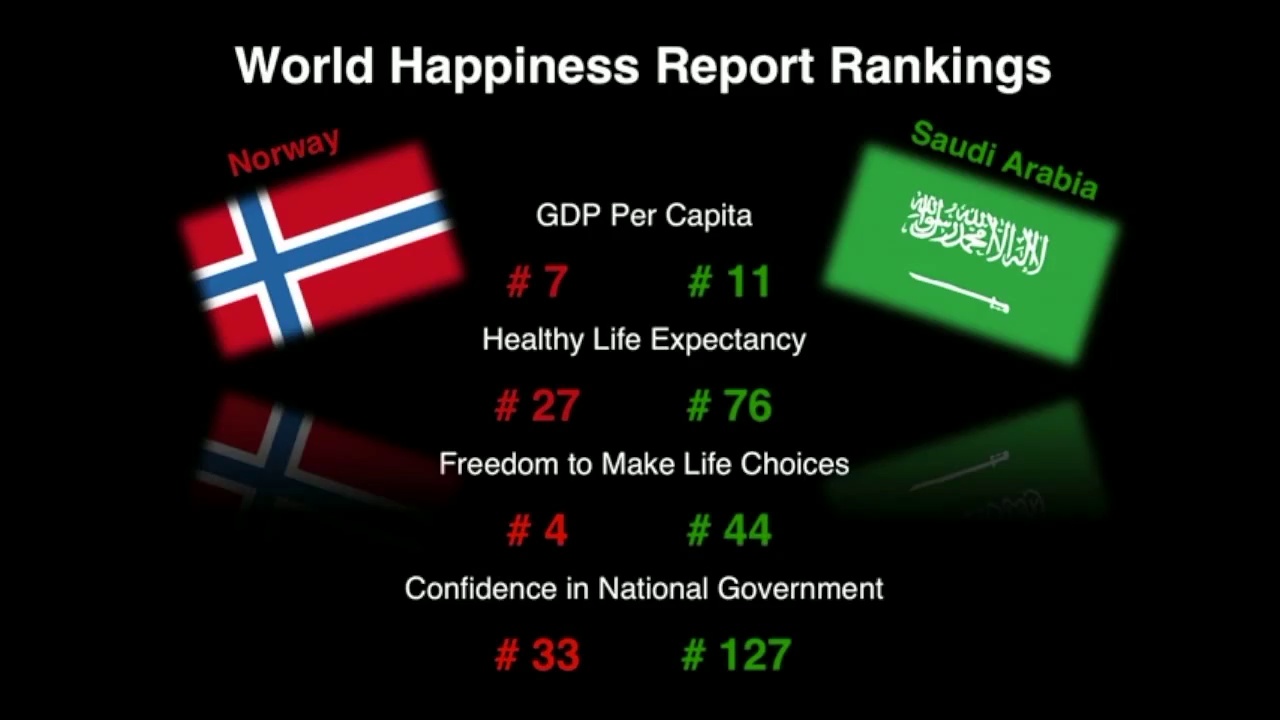 World Happiness Report Rankings
Norway
Saudi Arabia
GDP Per Capita
# 7 # 11
Healthy Life Expectancy
# 27 # 76
Freedom to Make Life Choices
# 4 # 44
Confidence in National Government
# 33 # 127
لا إله إلا الله محمد رسول الله